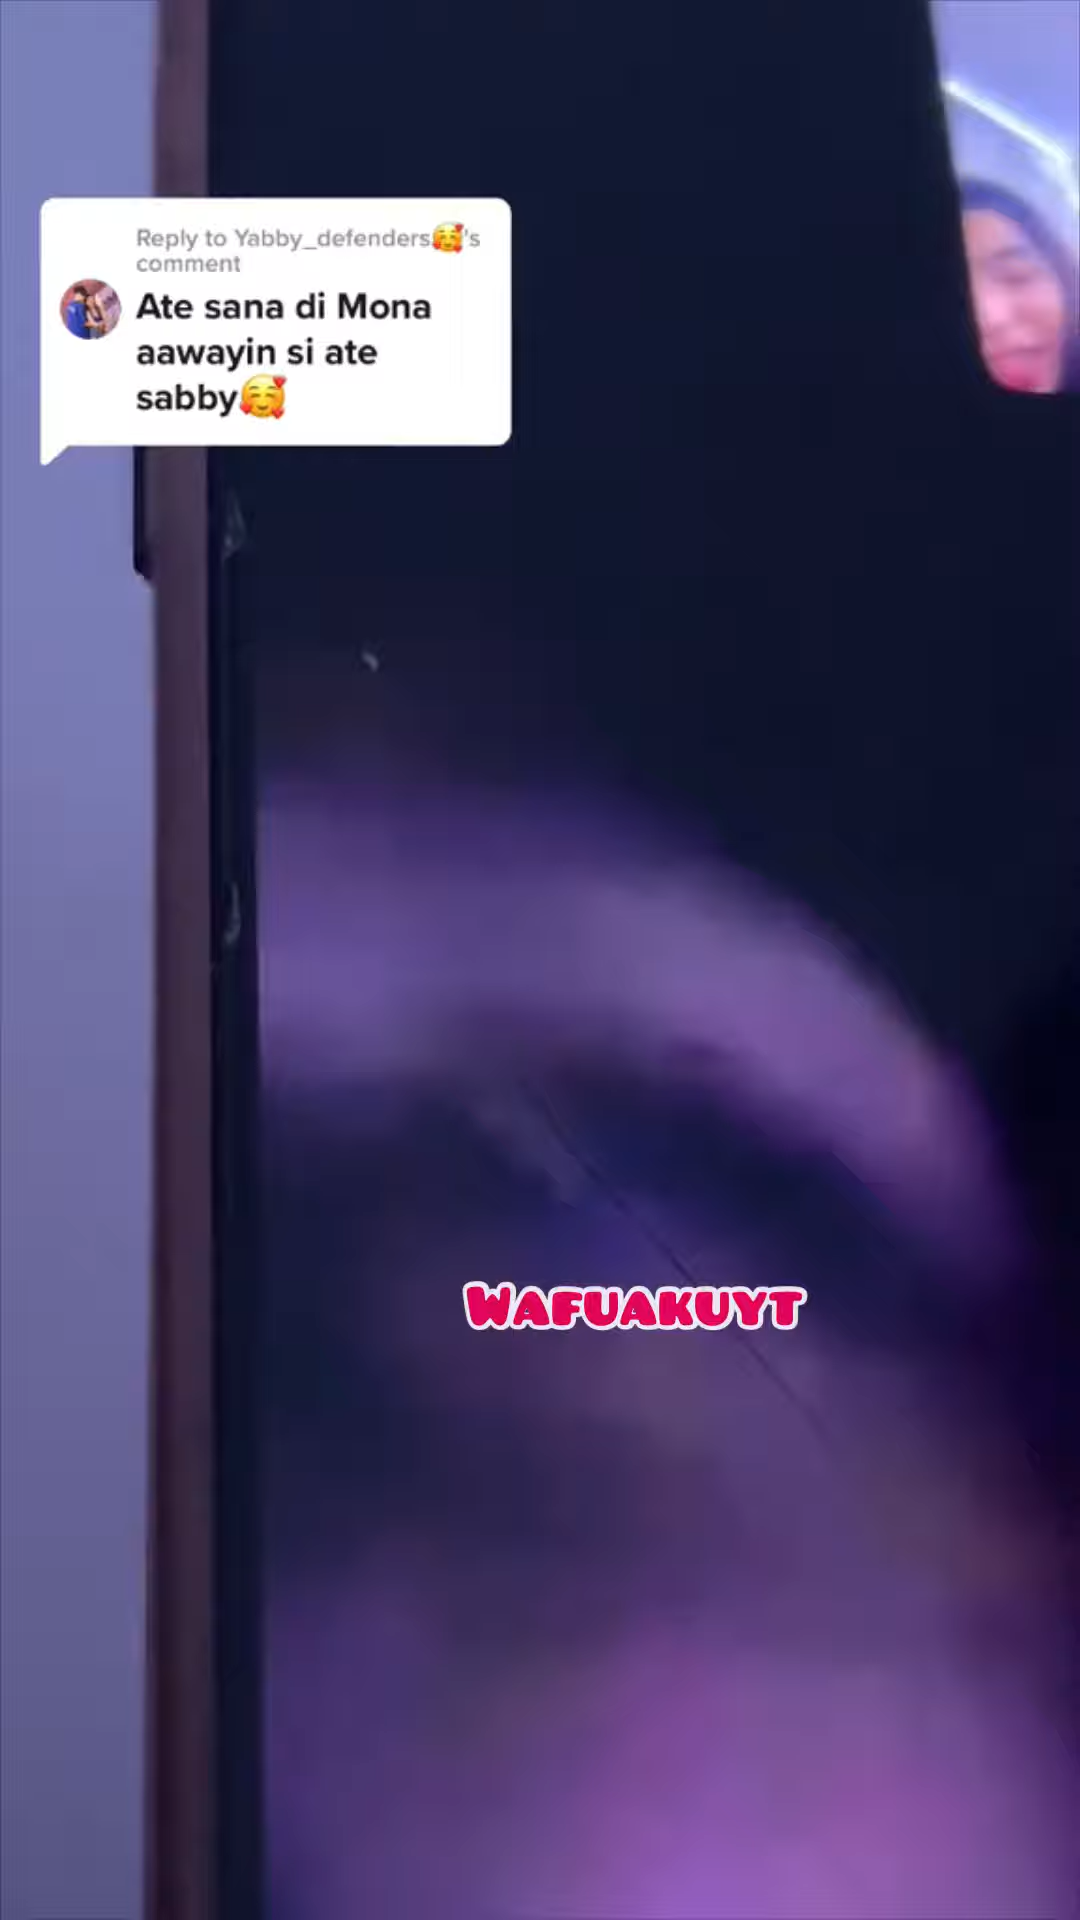 Reply to Yabby_defenders🥰's
comment
Ate sana di Mona
aawayin si ate
sabby🥰
WAFUAKUYT